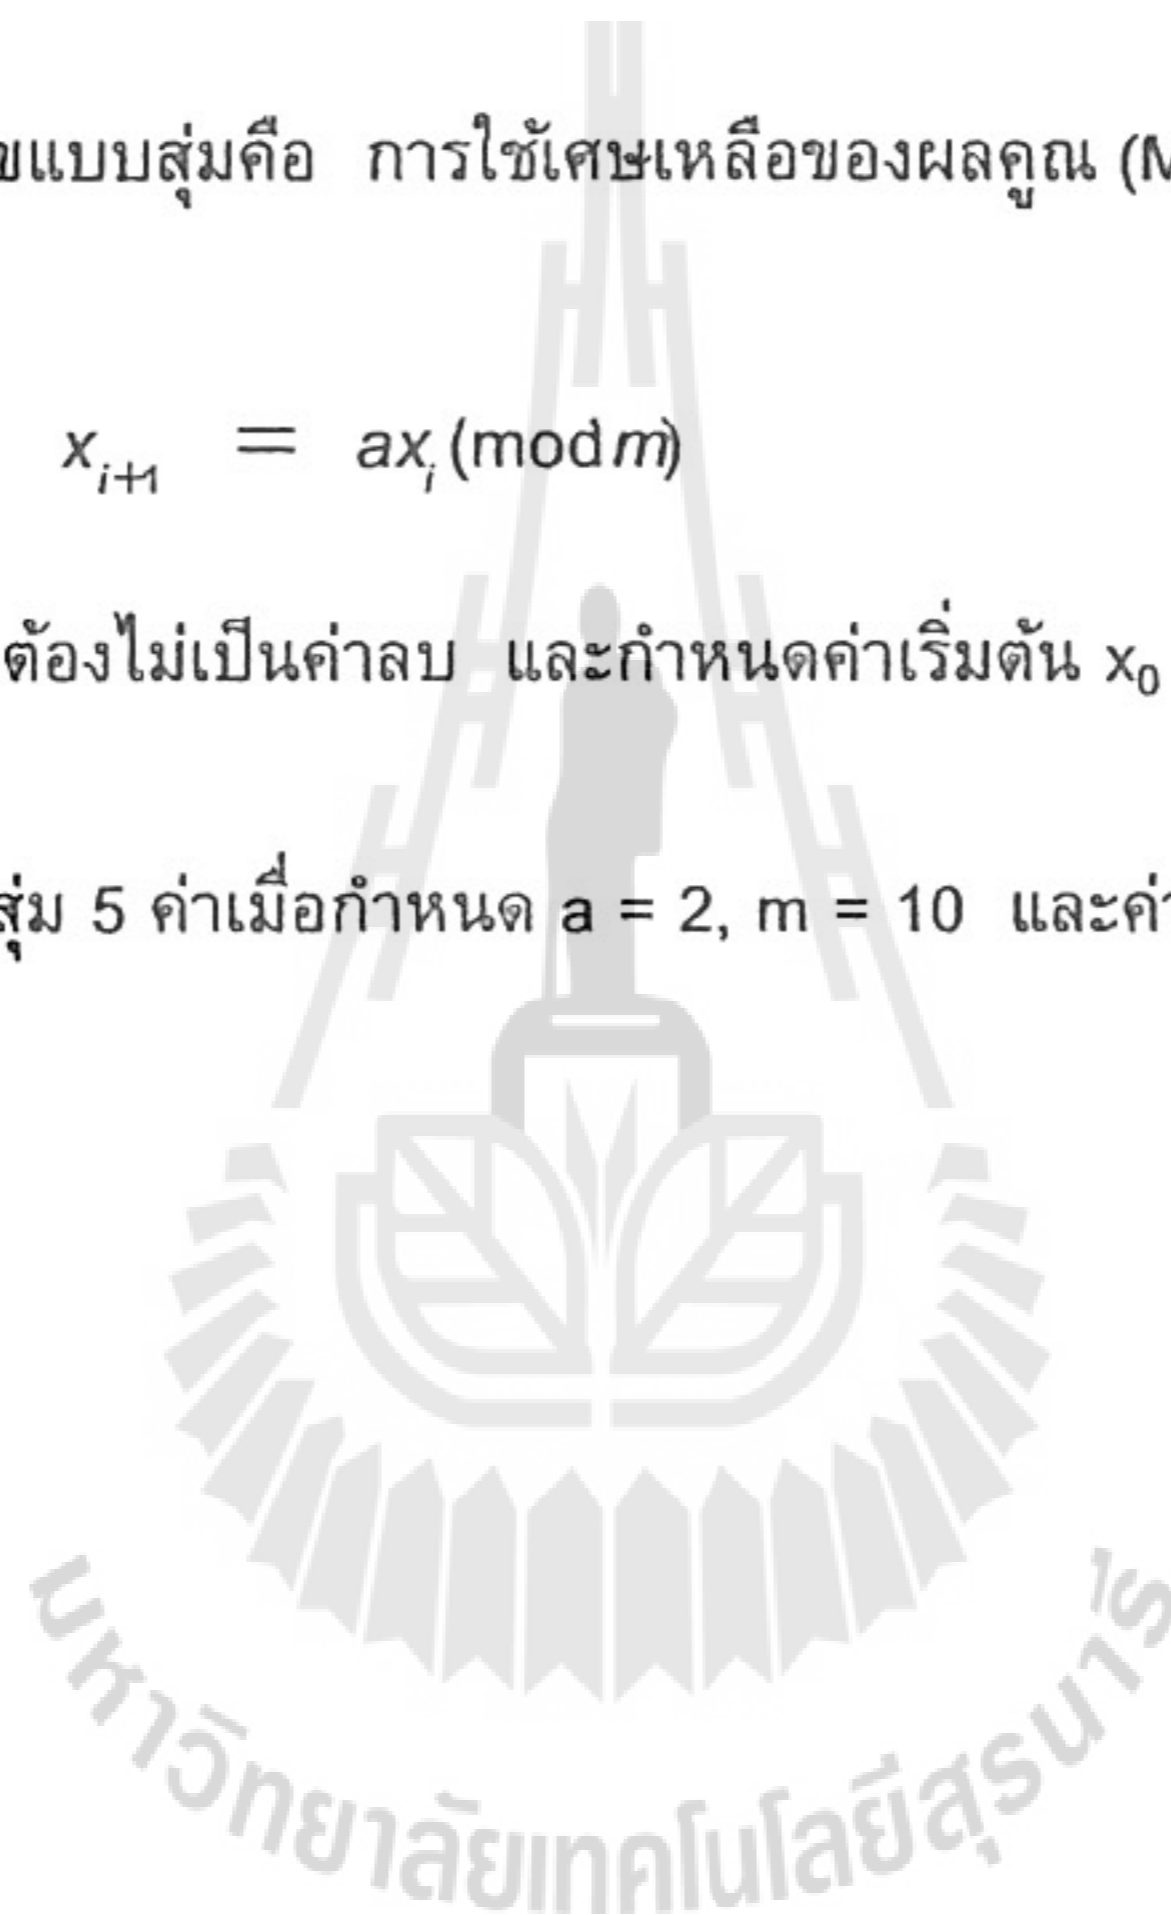 ขแบบสุ่มคือ การใช้เศษเหลือของผลคูณ (M
x_{i+1} = ax_i (mod m)
ต้องไม่เป็นค่าลบ และกำหนดค่าเริ่มต้น x₀
สุ่ม 5 ค่าเมื่อกำหนด a = 2, m = 10 และค่า
มหาวิทยาลัยเทคโนโลยีสุรนารี